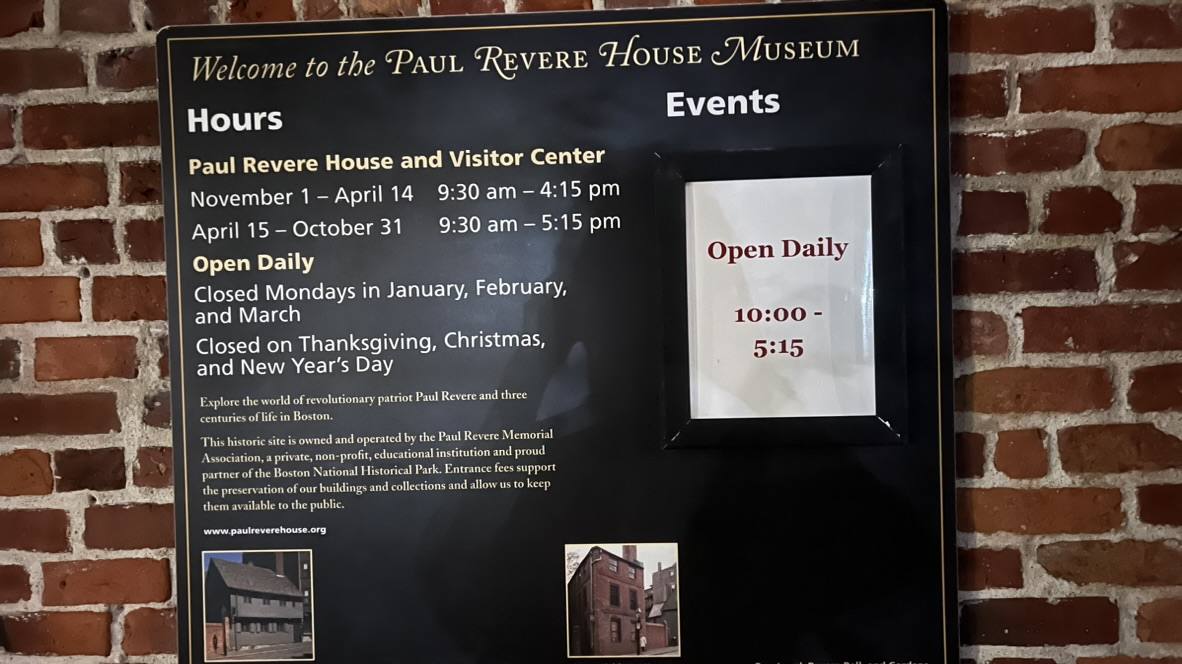 Welcome to the PAUL REVERE HOUSE MUSEUM
Hours
Paul Revere House and Visitor Center
November 1 – April 14 9:30 am – 4:15 pm
April 15 – October 31 9:30 am – 5:15 pm
Open Daily
Closed Mondays in January, February,
and March
Closed on Thanksgiving, Christmas,
and New Year's Day
Explore the world of revolutionary patriot Paul Revere and three
centuries of life in Boston.
This historic site is owned and operated by the Paul Revere Memorial
Association, a private, non-profit, educational institution and proud
partner of the Boston National Historical Park. Entrance fees support
the preservation of our buildings and collections and allow us to keep
them available to the public.
www.paulreverehouse.org
Events
Open Daily
10:00 -
5:15